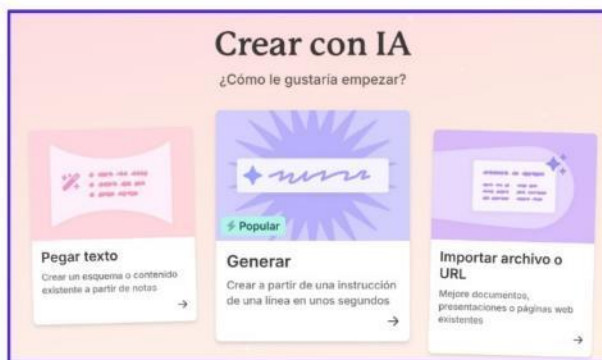 Crear con IA
¿Cómo le gustaría empezar?
Pegar texto
Crear un esquema o contenido
existente a partir de notas
→
Popular
Generar
Crear a partir de una instrucción
de una línea en unos segundos
→
Importar archivo o
URL
Mejore documentos,
presentaciones o páginas web
existentes
→